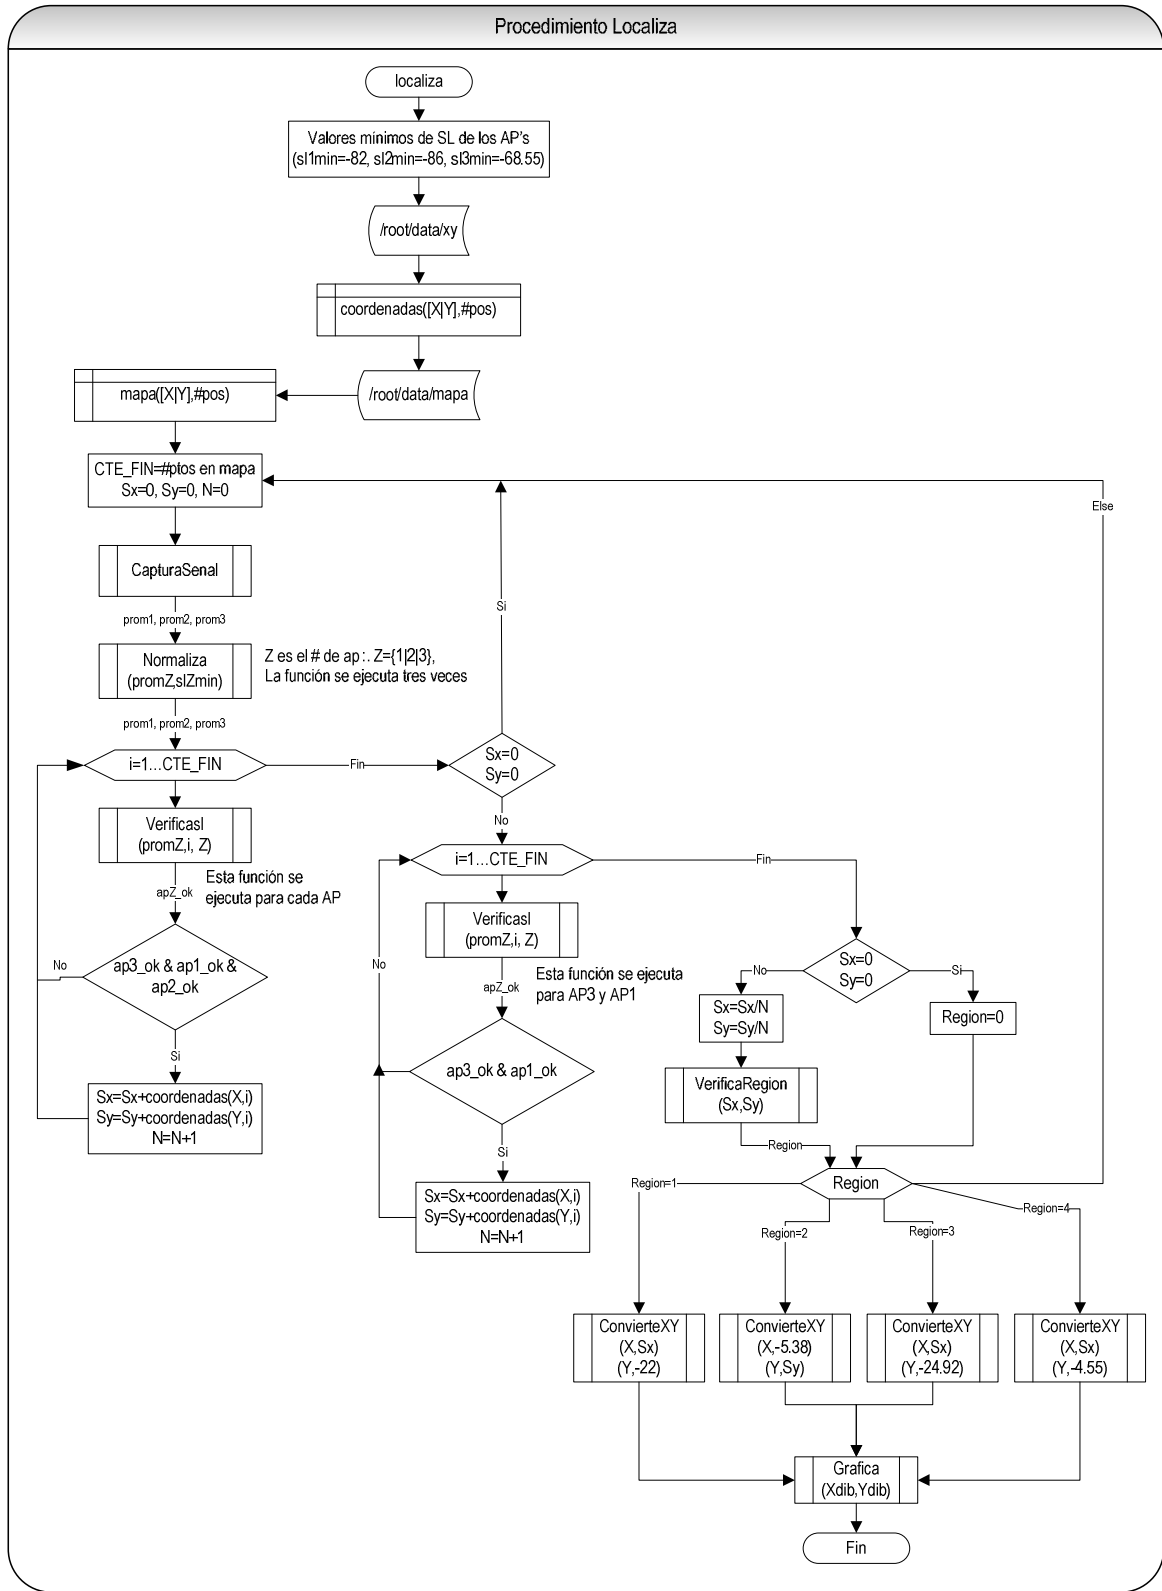 Procedimiento Localiza
localiza
Valores mínimos de SL de los AP's
(sl1min=-82, sl2min=-86, sl3min=-68.55)
/root/data/xy
coordenadas([X|Y],#pos)
/root/data/mapa
mapa([X|Y],#pos)
CTE_FIN=#ptos en mapa
Sx=0, Sy=0, N=0
Else
CapturaSenal
Si
prom1, prom2, prom3
Normaliza
(promZ,slZmin)
Z es el # de ap:. Z={1|2|3},
La función se ejecuta tres veces
prom1, prom2, prom3
i=1...CTE_FIN
Fin
Sx=0
Sy=0
No
Verificasl
(promZ,i, Z)
apZ_ok
Esta función se
ejecuta para cada AP
No
ap3_ok & ap1_ok &
ap2_ok
Si
Sx=Sx+coordenadas(X,i)
Sy=Sy+coordenadas(Y,i)
N=N+1
i=1...CTE_FIN
Fin
Verificasl
(promZ,i, Z)
No
apZ_ok
Esta función se ejecuta
para AP3 y AP1
ap3_ok & ap1_ok
Si
Sx=Sx+coordenadas(X,i)
Sy=Sy+coordenadas(Y,i)
N=N+1
Sx=0
Sy=0
No
Si
Sx=Sx/N
Sy=Sy/N
Region=0
VerificaRegion
(Sx,Sy)
Region
Region
Region=1
Region=2
Region=3
Region=4
ConvierteXY
(X,Sx)
(Y,-22)
ConvierteXY
(X,-5.38)
(Y,Sy)
ConvierteXY
(X,Sx)
(Y,-24.92)
ConvierteXY
(X,Sx)
(Y,-4.55)
Grafica
(Xdib,Ydib)
Fin